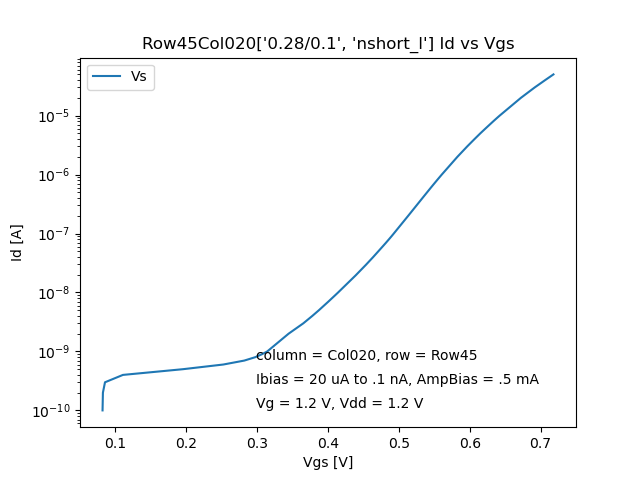 Row45Col020['0.28/0.1', 'nshort_l'] Id vs Vgs
Vs
10⁻⁵
10⁻⁶
10⁻⁷
10⁻⁸
10⁻⁹
10⁻¹⁰
Id [A]
column = Col020, row = Row45
Ibias = 20 uA to .1 nA, AmpBias = .5 mA
Vg = 1.2 V, Vdd = 1.2 V
0.1 0.2 0.3 0.4 0.5 0.6 0.7
Vgs [V]